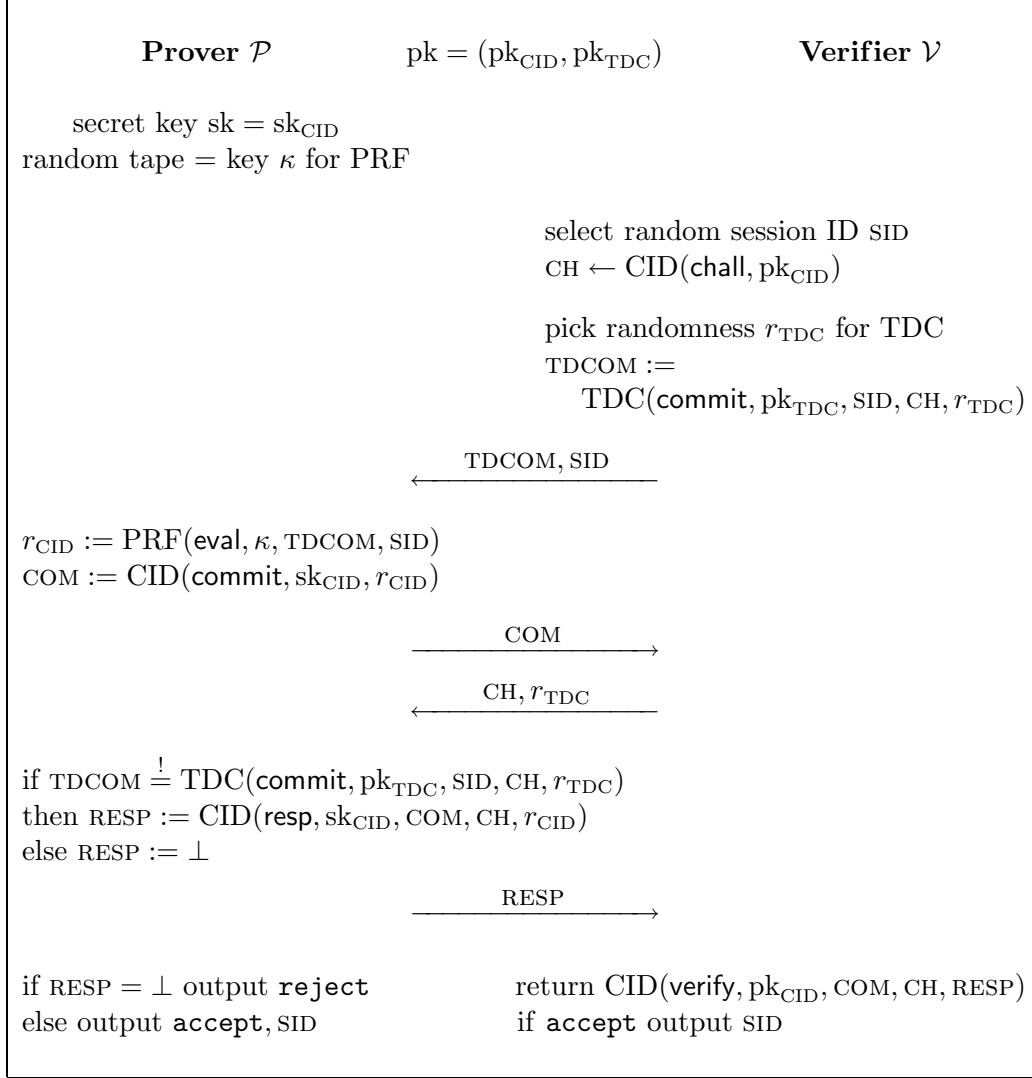 Prover 𝒫 pk = (pk_CID, pk_TDC) Verifier 𝒱
secret key sk = sk_CID
random tape = key κ for PRF
select random session ID SID
CH ← CID(chall, pk_CID)
pick randomness r_TDC for TDC
TDCOM :=
TDC(commit, pk_TDC, SID, CH, r_TDC)
TDCOM, SID
←
r_CID := PRF(eval, κ, TDCOM, SID)
COM := CID(commit, sk_CID, r_CID)
COM
→
CH, r_TDC
←
if TDCOM =! TDC(commit, pk_TDC, SID, CH, r_TDC)
then RESP := CID(resp, sk_CID, COM, CH, r_CID)
else RESP := ⊥
RESP
→
if RESP = ⊥ output reject return CID(verify, pk_CID, COM, CH, RESP)
else output accept, SID if accept output SID